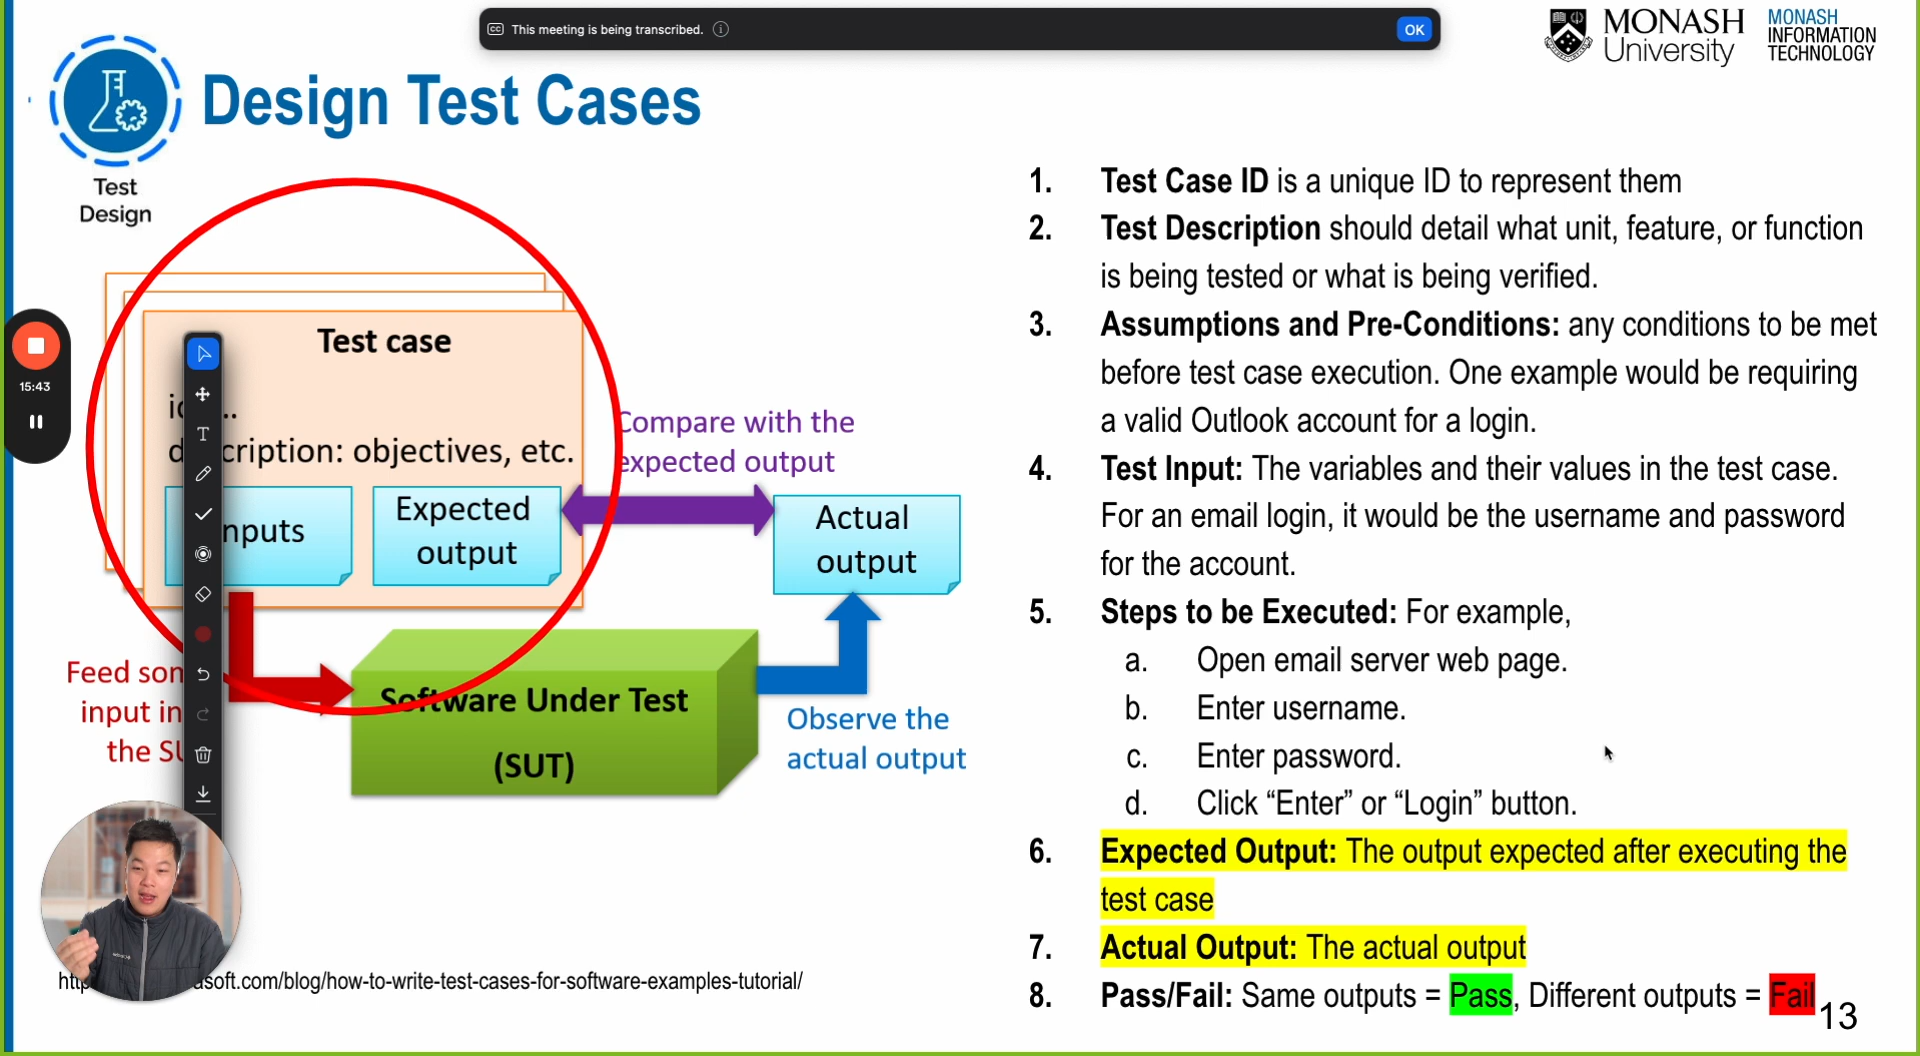 This meeting is being transcribed.
OK
MONASH University
MONASH INFORMATION TECHNOLOGY
Design Test Cases
Test
Design
Test case
description: objectives, etc.
Inputs
Expected
output
Compare with the
expected output
Actual
output
Feed
input
the
Software Under Test
(SUT)
Observe the
actual output
15:43
T
1. Test Case ID is a unique ID to represent them
2. Test Description should detail what unit, feature, or function
is being tested or what is being verified.
3. Assumptions and Pre-Conditions: any conditions to be met
before test case execution. One example would be requiring
a valid Outlook account for a login.
4. Test Input: The variables and their values in the test case.
For an email login, it would be the username and password
for the account.
5. Steps to be Executed: For example,
a. Open email server web page.
b. Enter username.
c. Enter password.
d. Click “Enter” or “Login” button.
6. Expected Output: The output expected after executing the
test case
7. Actual Output: The actual output
8. Pass/Fail: Same outputs = Pass, Different outputs = Fail
asoft.com/blog/how-to-write-test-cases-for-software-examples-tutorial/
13